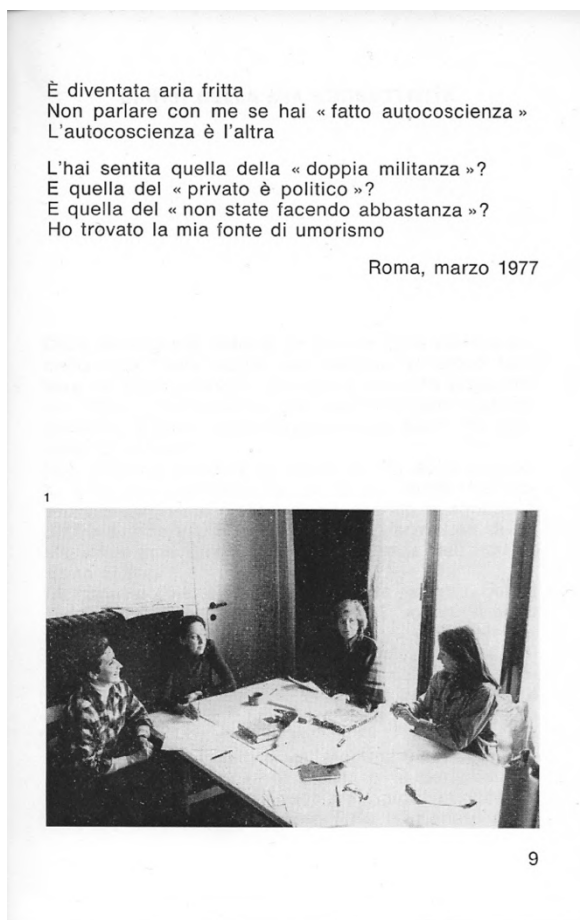 È diventata aria fritta
Non parlare con me se hai « fatto autocoscienza »
L'autocoscienza è l'altra
L'hai sentita quella della « doppia militanza »?
E quella del « privato è politico »?
E quella del « non state facendo abbastanza »?
Ho trovato la mia fonte di umorismo
Roma, marzo 1977
1
9